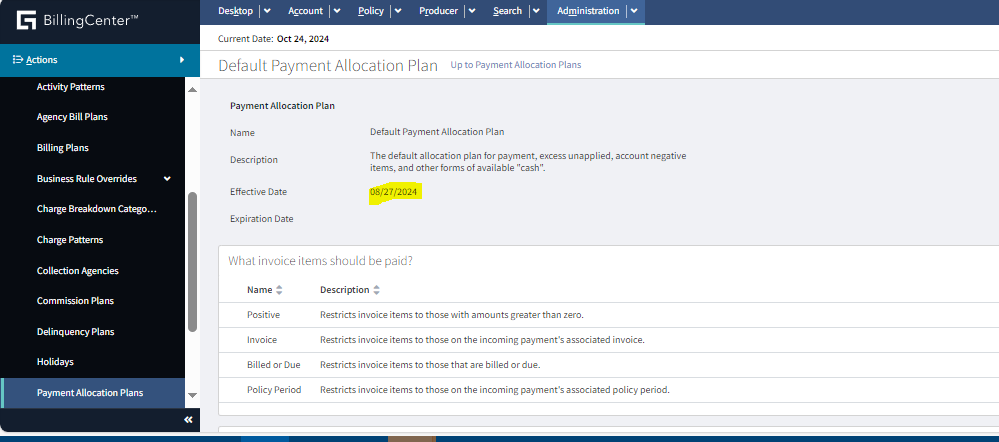 BillingCenter™
Desktop
Account
Policy
Producer
Search
Administration
Current Date: Oct 24, 2024
Actions
Default Payment Allocation Plan
Up to Payment Allocation Plans
Activity Patterns
Agency Bill Plans
Billing Plans
Business Rule Overrides
Charge Breakdown Catego...
Charge Patterns
Collection Agencies
Commission Plans
Delinquency Plans
Holidays
Payment Allocation Plans
Payment Allocation Plan
Name Default Payment Allocation Plan
Description The default allocation plan for payment, excess unapplied, account negative
items, and other forms of available "cash".
Effective Date 08/27/2024
Expiration Date
What invoice items should be paid?
Name Description
Positive Restricts invoice items to those with amounts greater than zero.
Invoice Restricts invoice items to those on the incoming payment's associated invoice.
Billed or Due Restricts invoice items to those that are billed or due.
Policy Period Restricts invoice items to those on the incoming payment's associated policy period.